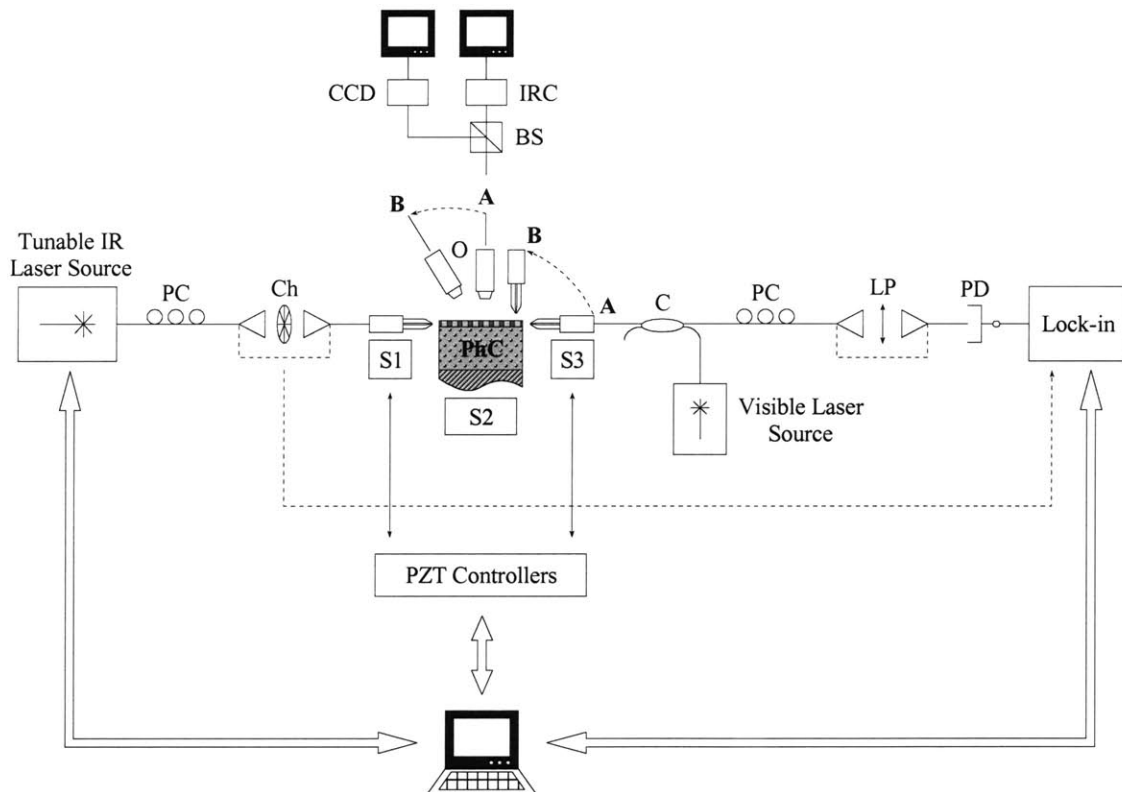 CCD
IRC
BS
B
A
O
B
A
Tunable IR
Laser Source
PC
Ch
C
PC
LP
PD
Lock-in
PhC
S1
S3
S2
Visible Laser
Source
PZT Controllers